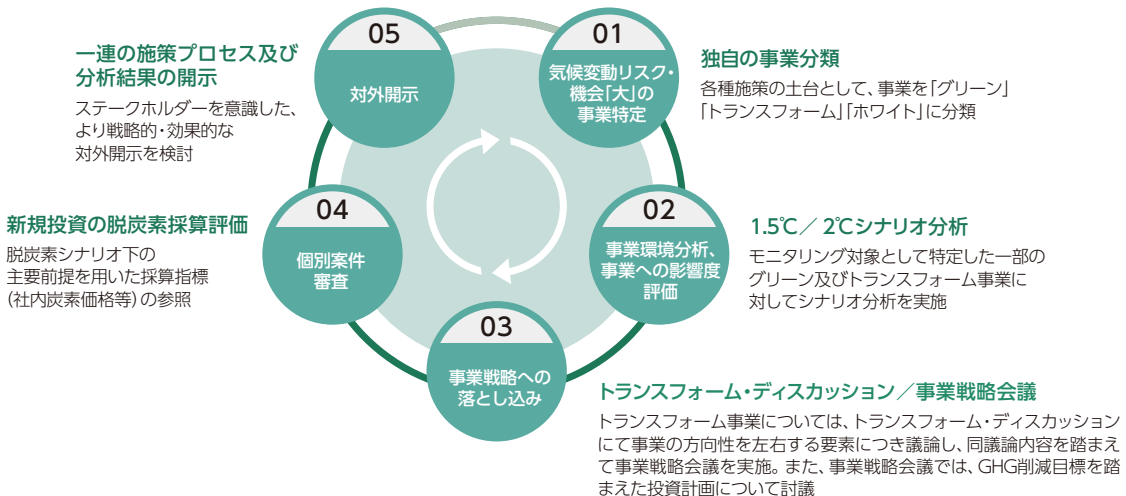 01
気候変動リスク・
機会「大」の
事業特定
独自の事業分類
各種施策の土台として、事業を「グリーン」
「トランスフォーム」「ホワイト」に分類
02
事業環境分析、
事業への影響度
評価
1.5℃／2℃シナリオ分析
モニタリング対象として特定した一部の
グリーン及びトランスフォーム事業に
対してシナリオ分析を実施
03
事業戦略への
落とし込み
トランスフォーム・ディスカッション／事業戦略会議
トランスフォーム事業については、トランスフォーム・ディスカッション
にて事業の方向性を左右する要素につき議論し、同議論内容を踏まえ
て事業戦略会議を実施。また、事業戦略会議では、GHG削減目標を踏
まえた投資計画について討議
04
個別案件
審査
新規投資の脱炭素採算評価
脱炭素シナリオ下の
主要前提を用いた採算指標
（社内炭素価格等）の参照
05
対外開示
一連の施策プロセス及び
分析結果の開示
ステークホルダーを意識した、
より戦略的・効果的な
対外開示を検討